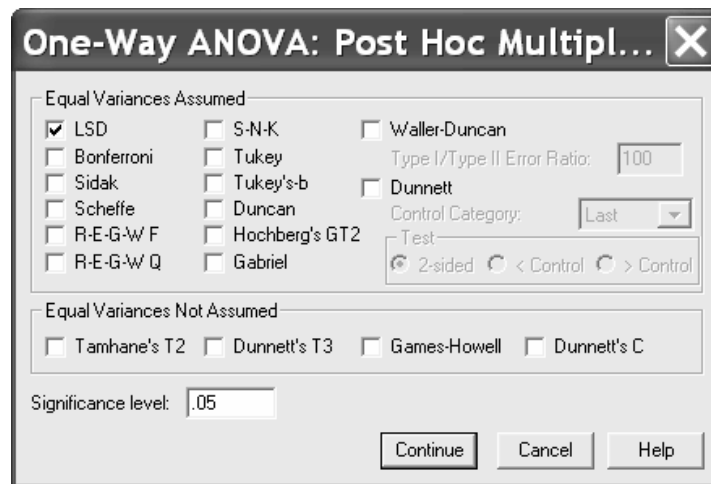 One-Way ANOVA: Post Hoc Multipl...
Equal Variances Assumed
LSD S-N-K Waller-Duncan
Bonferroni Tukey Type I/Type II Error Ratio: 100
Sidak Tukey's-b Dunnett
Scheffe Duncan Control Category: Last
R-E-G-W F Hochberg's GT2 Test
R-E-G-W Q Gabriel 2-sided < Control > Control
Equal Variances Not Assumed
Tamhane's T2 Dunnett's T3 Games-Howell Dunnett's C
Significance level: .05
Continue Cancel Help